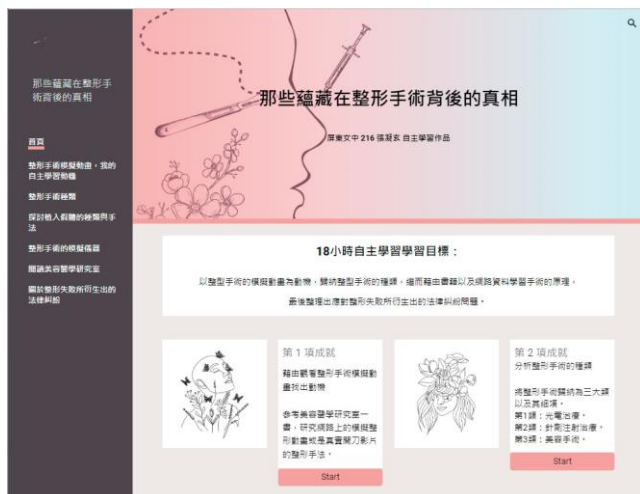 那些蘊藏在整形手
術背後的真相
首頁
整形手術模擬動畫，我的
自主學習動機
整形手術種類
探討植入假體的種類與手
法
整形手術的模擬儀器
閱讀美容醫學研究室
關於整形失敗所衍生出的
法律糾紛
那些蘊藏在整形手術背後的真相
屏東女中 216 張凝亥 自主學習作品
18小時自主學習學習目標：
以整型手術的模擬動畫為動機，歸納整型手術的種類，繼而藉由書籍以及網路資料學習手術的原理，
最後整理出應對整形失敗所衍生出的法律糾紛問題。
第 1 項成就
藉由觀看整形手術模擬動
畫找出動機
參考美容醫學研究室一
書，研究網路上的模擬整
形動畫或是真實開刀影片
的整形手法。
Start
第 2 項成就
分析整形手術的種類
將整形手術歸納為三大類
以及其細項。
第1類：光電治療。
第2類：針劑注射治療。
第3類：美容手術。
Start